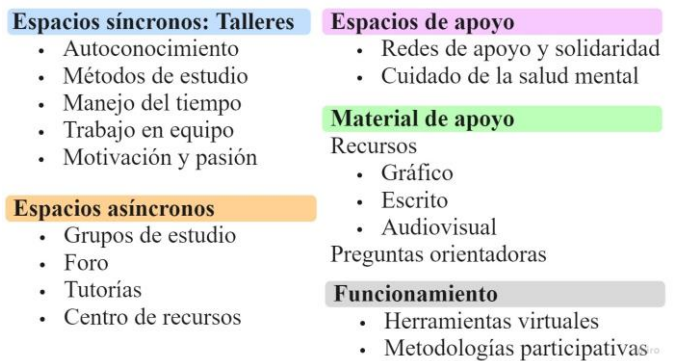 Espacios síncronos: Talleres
• Autoconocimiento
• Métodos de estudio
• Manejo del tiempo
• Trabajo en equipo
• Motivación y pasión
Espacios asíncronos
• Grupos de estudio
• Foro
• Tutorías
• Centro de recursos
Espacios de apoyo
• Redes de apoyo y solidaridad
• Cuidado de la salud mental
Material de apoyo
Recursos
• Gráfico
• Escrito
• Audiovisual
Preguntas orientadoras
Funcionamiento
• Herramientas virtuales
• Metodologías participativas